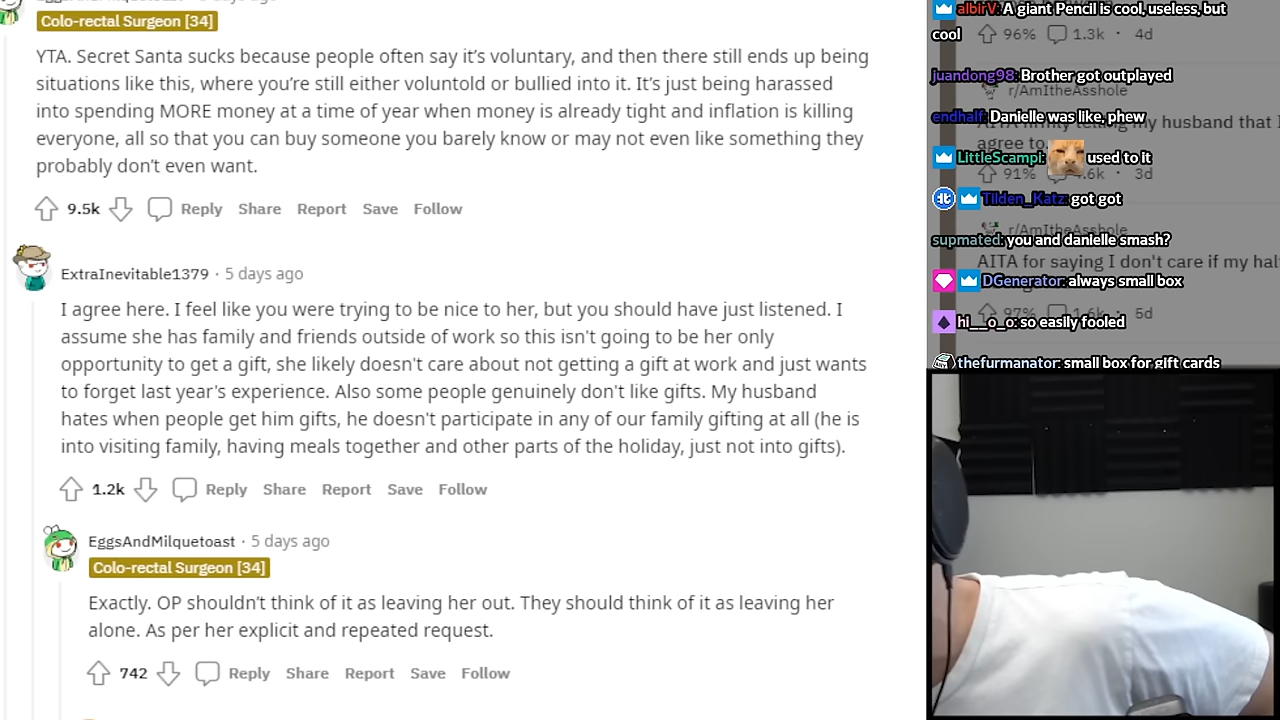 Colo-rectal Surgeon [34]
YTA. Secret Santa sucks because people often say it's voluntary, and then there still ends up being
situations like this, where you're still either voluntold or bullied into it. It's just being harassed
into spending MORE money at a time of year when money is already tight and inflation is killing
everyone, all so that you can buy someone you barely know or may not even like something they
probably don't even want.
9.5k Reply Share Report Save Follow
ExtraInevitable1379 · 5 days ago
I agree here. I feel like you were trying to be nice to her, but you should have just listened. I
assume she has family and friends outside of work so this isn't going to be her only
opportunity to get a gift, she likely doesn't care about not getting a gift at work and just wants
to forget last year's experience. Also some people genuinely don't like gifts. My husband
hates when people get him gifts, he doesn't participate in any of our family gifting at all (he is
into visiting family, having meals together and other parts of the holiday, just not into gifts).
1.2k Reply Share Report Save Follow
EggsAndMilquetoast · 5 days ago
Colo-rectal Surgeon [34]
Exactly. OP shouldn't think of it as leaving her out. They should think of it as leaving her
alone. As per her explicit and repeated request.
742 Reply Share Report Save Follow
albirV: A giant Pencil is cool, useless, but
cool
96% 1.3k · 4d
juandong98: Brother got outplayed
r/AmItheAsshole
endhalf: Danielle was like, phew
my husband that I
agree to.
LittleScampi: used to it
91% 3d
Tilden_Katz: got got
r/AmItheAsshole
supmated: you and danielle smash?
AITA for saying I don't care if my hal
DGenerator: always small box
97% 1.6k 5d
hi__o_o: so easily fooled
thefurmanator: small box for gift cards